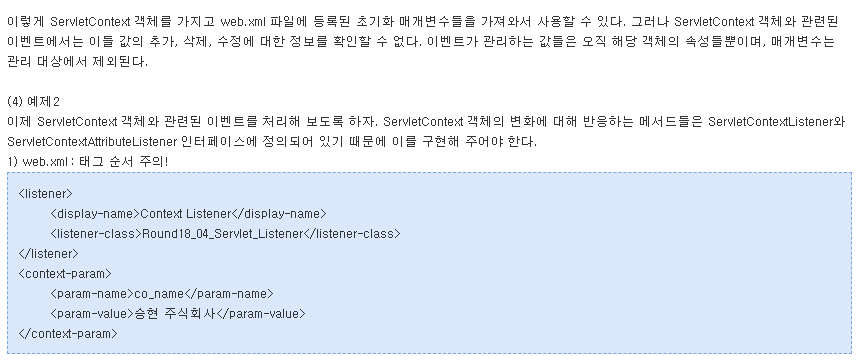 이렇게 ServletContext 객체를 가지고 web.xml 파일에 등록된 초기화 매개변수들을 가져와서 사용할 수 있다. 그러나 ServletContext 객체와 관련된
이벤트에서는 이들 값의 추가, 삭제, 수정에 대한 정보를 확인할 수 없다. 이벤트가 관리하는 값들은 오직 해당 객체의 속성들뿐이며, 매개변수는
관리 대상에서 제외된다.
(4) 예제2
이제 ServletContext 객체와 관련된 이벤트를 처리해 보도록 하자. ServletContext 객체의 변화에 대해 반응하는 메서드들은 ServletContextListener와
ServletContextAttributeListener 인터페이스에 정의되어 있기 때문에 이를 구현해 주어야 한다.
1) web.xml : 태그 순서 주의!
<listener>
<display-name>Context Listener</display-name>
<listener-class>Round18_04_Servlet_Listener</listener-class>
</listener>
<context-param>
<param-name>co_name</param-name>
<param-value>승현 주식회사</param-value>
</context-param>